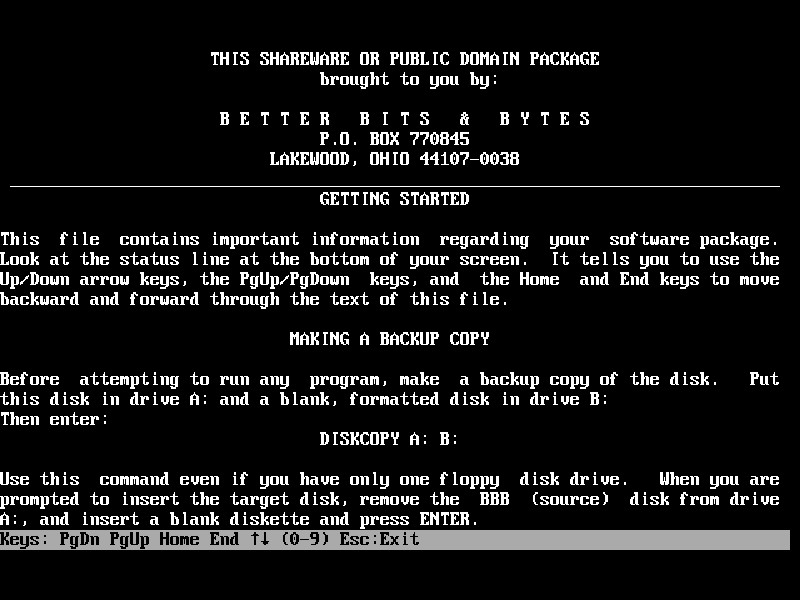 THIS SHAREWARE OR PUBLIC DOMAIN PACKAGE
brought to you by:
B E T T E R   B I T S   &   B Y T E S
P.O. BOX 770845
LAKEWOOD, OHIO 44107-0038
GETTING STARTED
This  file  contains important information  regarding  your  software package.
Look at the status line at the bottom of your screen.  It tells you to use the
Up/Down arrow keys, the PgUp/PgDown  keys, and  the Home  and End keys to move
backward and forward through the text of this file.
MAKING A BACKUP COPY
Before  attempting to run any  program, make  a backup copy of the disk.   Put
this disk in drive A: and a blank, formatted disk in drive B:
Then enter:
DISKCOPY A: B:
Use this  command even if you have only one floppy  disk drive.   When you are
prompted to insert the target disk, remove the  BBB  (source)  disk from drive
A:, and insert a blank diskette and press ENTER.
Keys: PgDn PgUp Home End ↑↓ (0-9) Esc:Exit